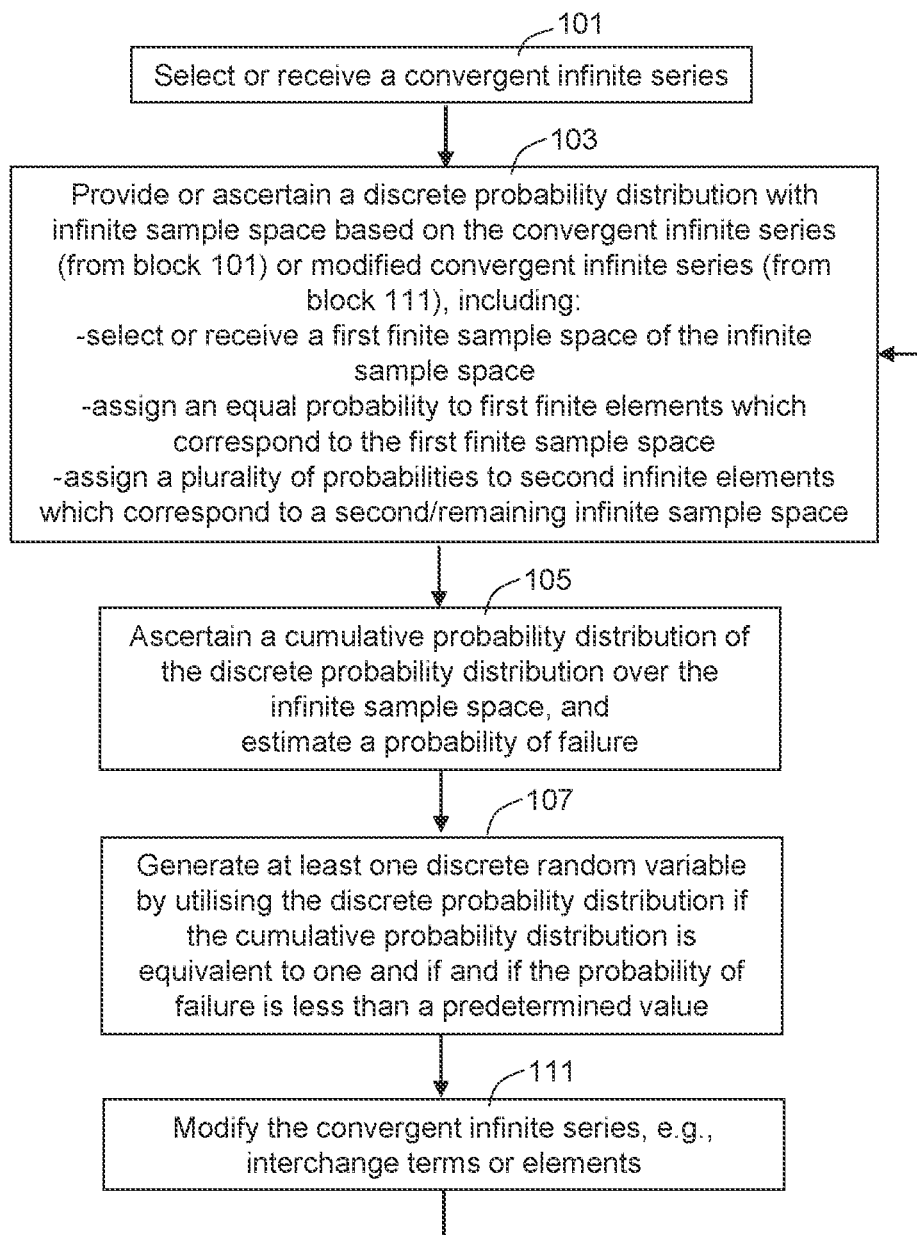 101
Select or receive a convergent infinite series
103
Provide or ascertain a discrete probability distribution with
infinite sample space based on the convergent infinite series
(from block 101) or modified convergent infinite series (from
block 111), including:
-select or receive a first finite sample space of the infinite
sample space
-assign an equal probability to first finite elements which
correspond to the first finite sample space
-assign a plurality of probabilities to second infinite elements
which correspond to a second/remaining infinite sample space
105
Ascertain a cumulative probability distribution of
the discrete probability distribution over the
infinite sample space, and
estimate a probability of failure
107
Generate at least one discrete random variable
by utilising the discrete probability distribution if
the cumulative probability distribution is
equivalent to one and if and if the probability of
failure is less than a predetermined value
111
Modify the convergent infinite series, e.g.,
interchange terms or elements